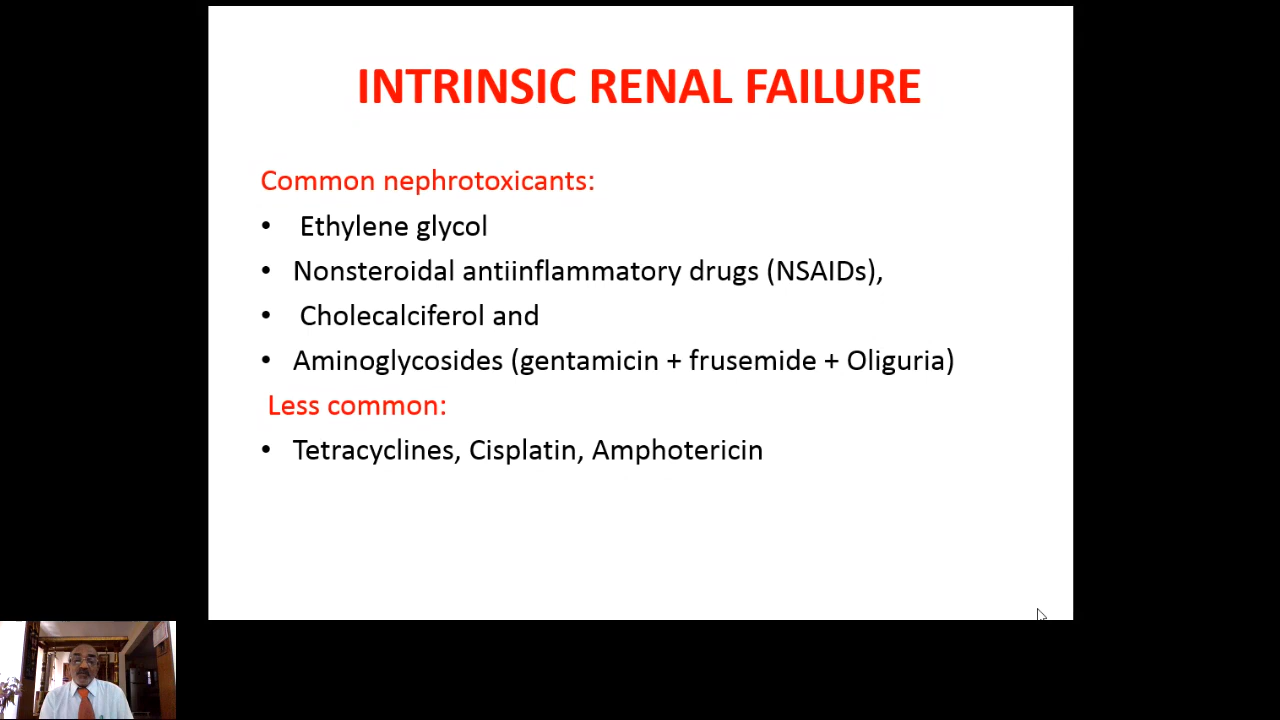 INTRINSIC RENAL FAILURE
Common nephrotoxicants:
• Ethylene glycol
• Nonsteroidal antiinflammatory drugs (NSAIDs),
• Cholecalciferol and
• Aminoglycosides (gentamicin + frusemide + Oliguria)
Less common:
• Tetracyclines, Cisplatin, Amphotericin